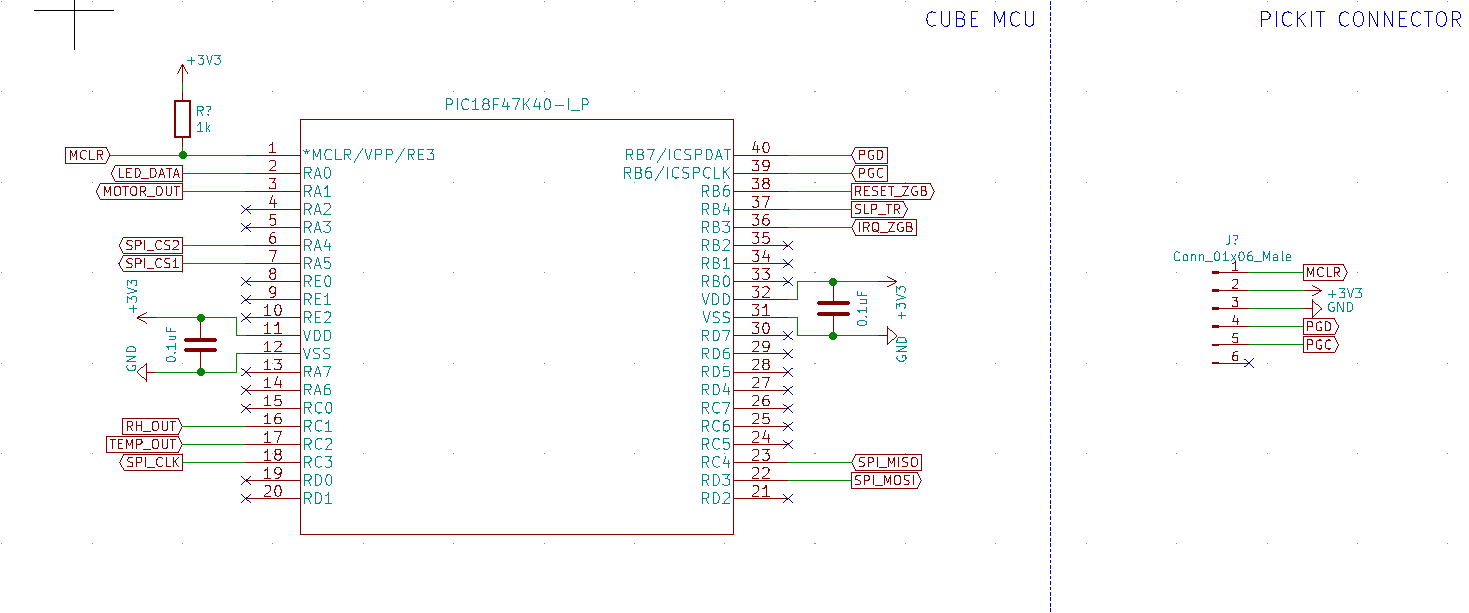 CUBE MCU
PICKIT CONNECTOR
+3V3
R?
1k
PIC18F47K40-I_P
MCLR 1 *MCLR/VPP/RE3
LED_DATA 2 RA0
MOTOR_OUT 3 RA1
4 RA2
5 RA3
SPI_CS2 6 RA4
SPI_CS1 7 RA5
8 RE0
9 RE1
10 RE2
11 VDD
12 VSS
13 RA7
14 RA6
15 RC0
RH_OUT 16 RC1
TEMP_OUT 17 RC2
SPI_CLK 18 RC3
19 RD0
20 RD1
+3V3
0.1uF
GND
RB7/ICSPDAT 40 PGD
RB6/ICSPCLK 39 PGC
RB6 38 RESET_ZGB
RB4 37 SLP_TR
RB3 36 IRQ_ZGB
RB2 35
RB1 34
RB0 33
VDD 32
VSS 31
RD7 30
RD6 29
RD5 28
RD4 27
RC7 26
RC6 25
RC5 24
RC4 23 SPI_MISO
RD3 22 SPI_MOSI
RD2 21
0.1uF
+3V3
GND
J?
Conn_01x06_Male
1 MCLR
2 +3V3
3 GND
4 PGD
5 PGC
6